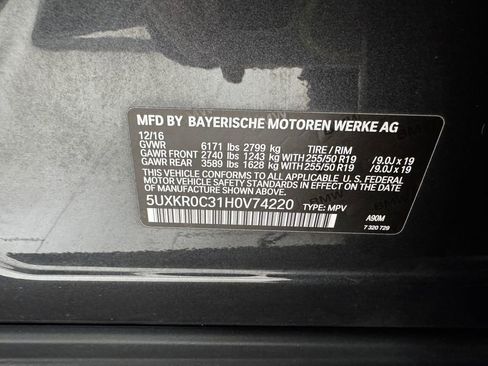 MFD BY BAYERISCHE MOTOREN WERKE AG
12/16
GVWR 6171 lbs 2799 kg TIRE / RIM
GAWR FRONT 2740 lbs 1243 kg WITH 255/50 R19 /9.0J x 19
GAWR REAR 3589 lbs 1628 kg WITH 255/50 R19 /9.0J x 19
THIS VEHICLE CONFORMS TO ALL APPLICABLE U.S. FEDERAL
MOTOR VEHICLE SAFETY STANDARDS IN EFFECT ON THE
DATE OF MANUFACTURE SHOWN ABOVE.
5UXKR0C31H0V74220 TYPE: MPV
A90M
7 320 729